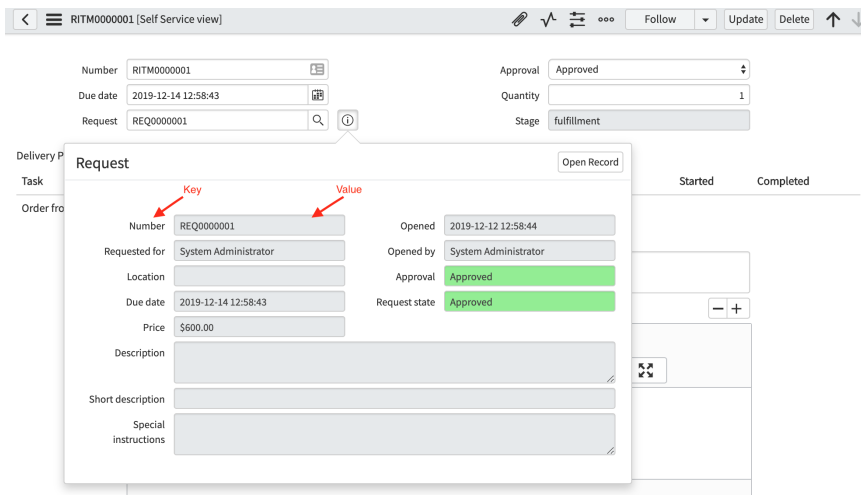 RITM0000001 [Self Service view]
Follow
Update
Delete
Number RITM0000001
Approval Approved
Due date 2019-12-14 12:58:43
Quantity 1
Request REQ0000001
Stage fulfillment
Delivery P
Request
Open Record
Task
Started
Completed
Key
Value
Order fro
Number REQ0000001
Opened 2019-12-12 12:58:44
Requested for System Administrator
Opened by System Administrator
Location
Approval Approved
Due date 2019-12-14 12:58:43
Request state Approved
Price $600.00
Description
Short description
Special
instructions